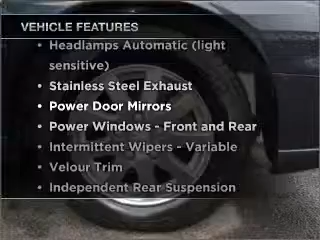 VEHICLE FEATURES
• Headlamps Automatic (light
sensitive)
• Stainless Steel Exhaust
• Power Door Mirrors
• Power Windows - Front and Rear
• Intermittent Wipers - Variable
• Velour Trim
• Independent Rear Suspension